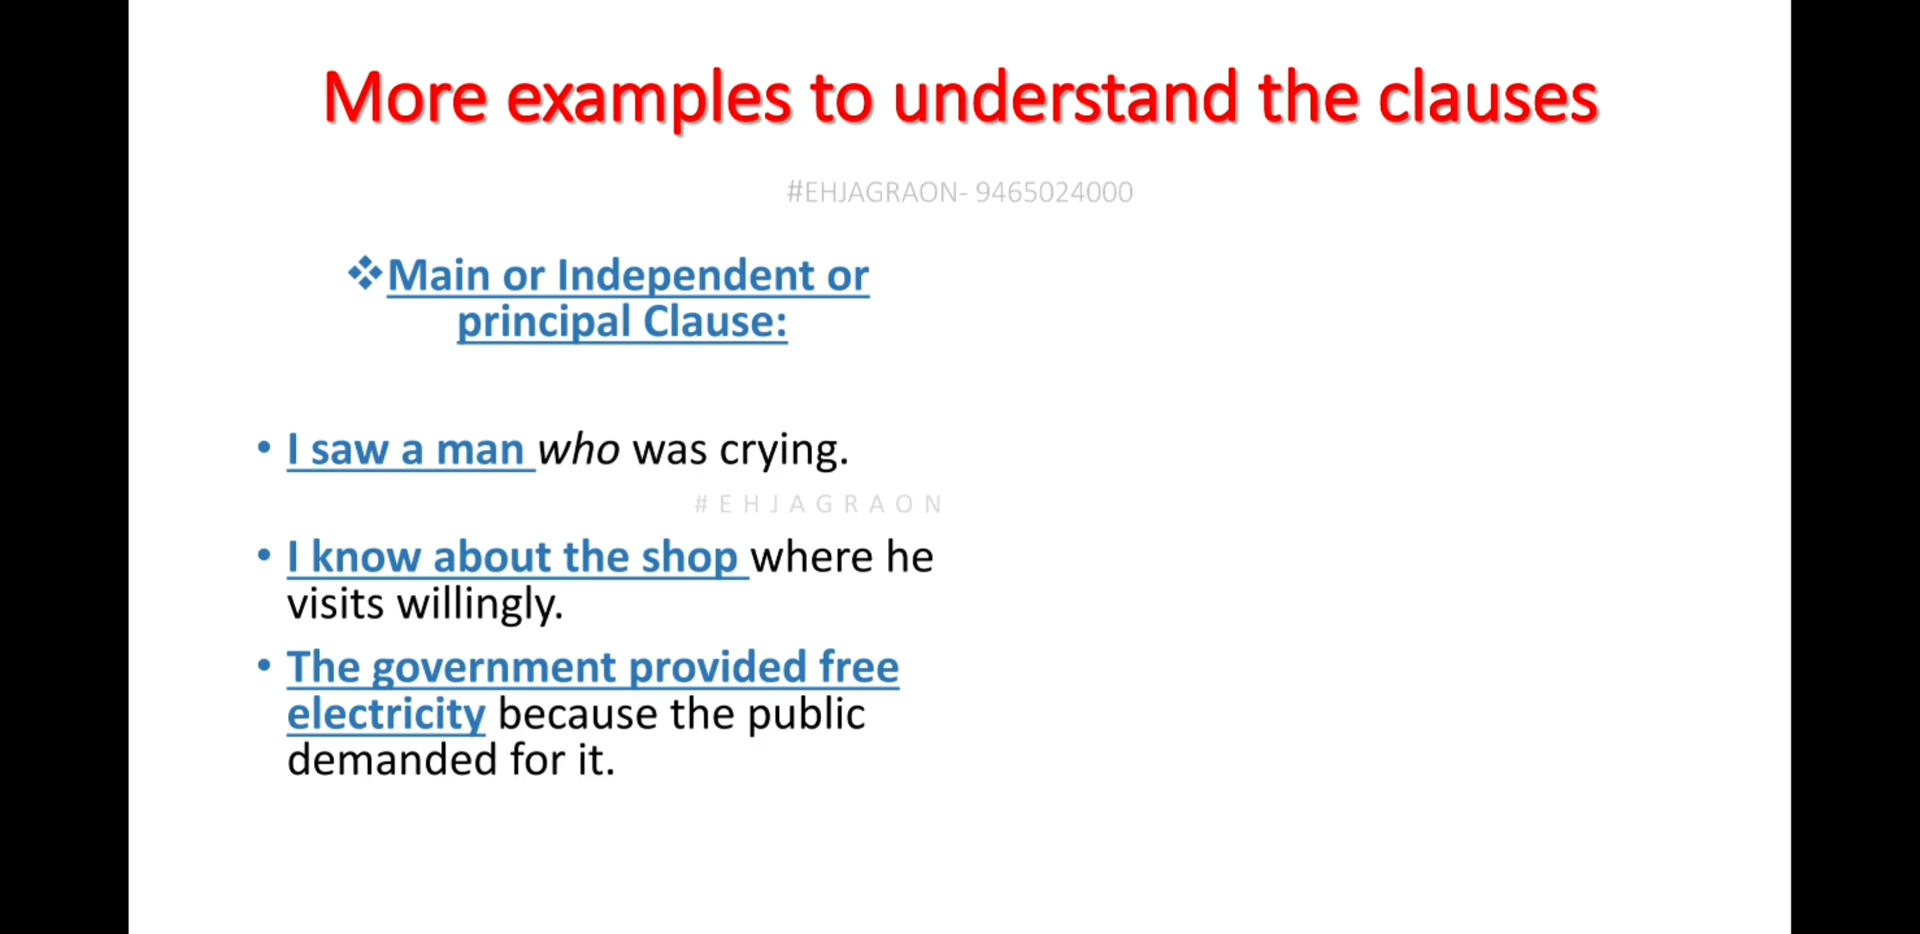 More examples to understand the clauses
#EHJAGRAON- 9465024000
❖Main or Independent or
principal Clause:
• I saw a man who was crying.
#EHJAGRAON
• I know about the shop where he
visits willingly.
• The government provided free
electricity because the public
demanded for it.